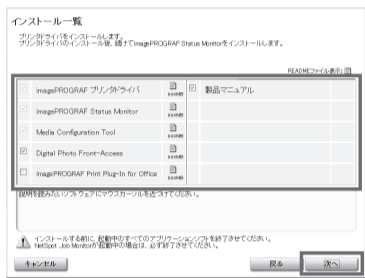 インストール一覧
プリンタドライバをインストールします。
プリンタドライバのインストール後、続けてimagePROGRAF Status Monitorをインストールします。
READMEファイル表示:
imagePROGRAF プリンタドライバ
製品マニュアル
imagePROGRAF Status Monitor
Media Configuration Tool
Digital Photo Front-Access
imagePROGRAF Print Plug-In for Office
説明を読みたいソフトウェアにマウスカーソルを近づけてください。
インストールする前に、起動中のすべてのアプリケーションソフトを終了させてください。
NetSpot Job Monitorが起動中の場合は、必ず終了させてください。
キャンセル
戻る
次へ